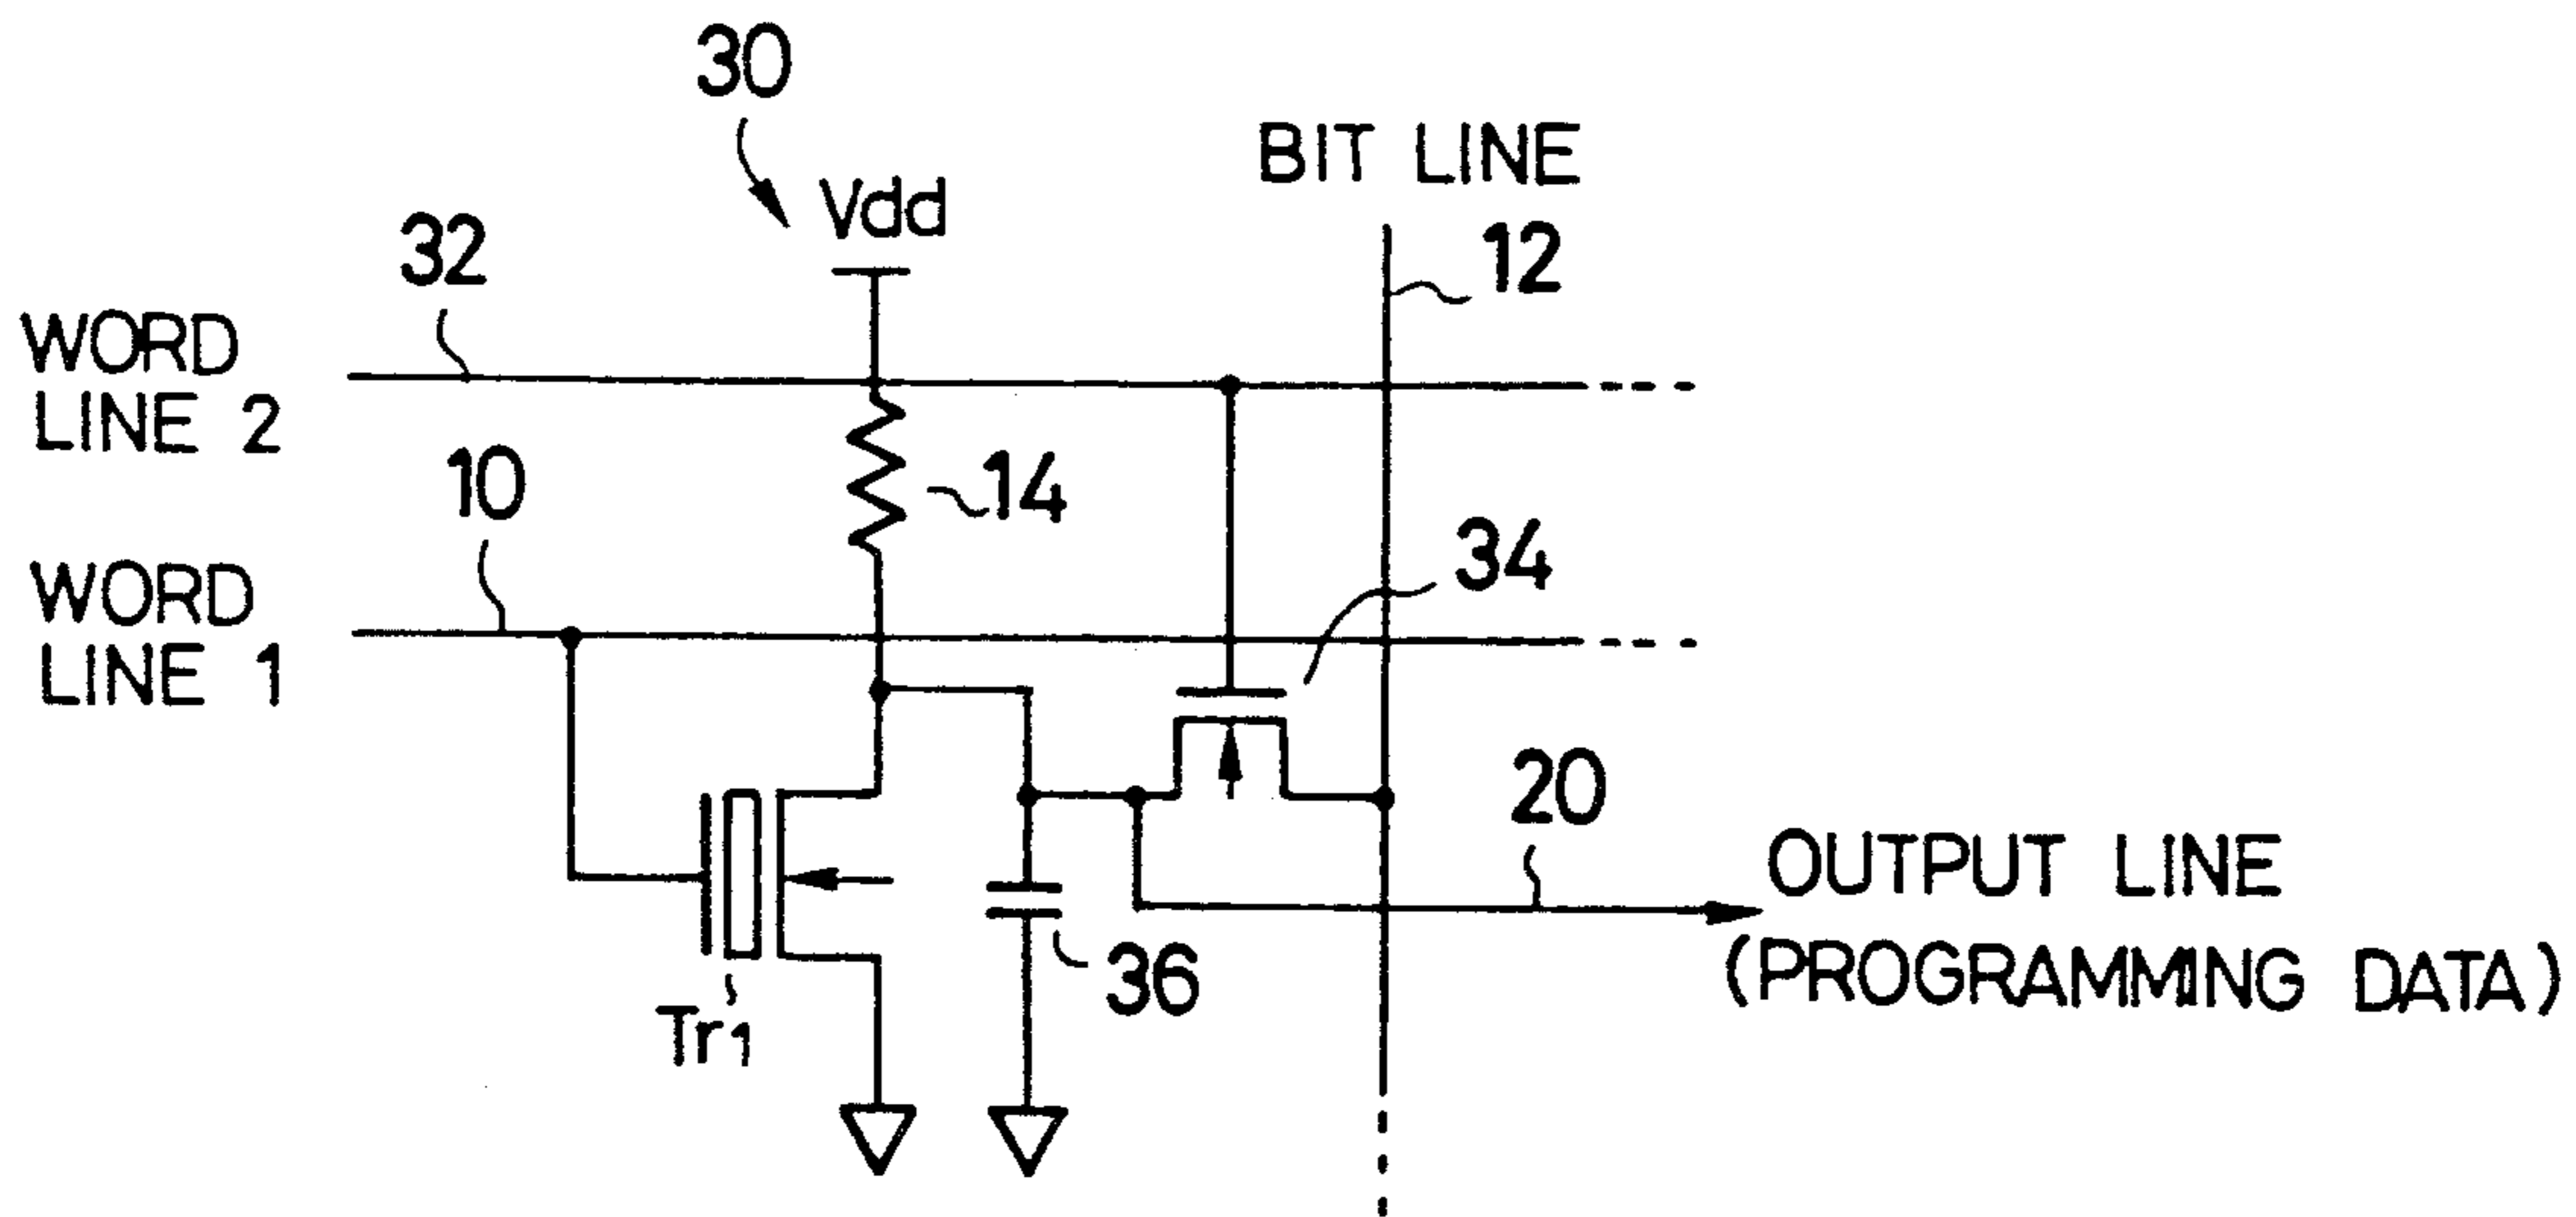 30
BIT LINE
Vdd
12
32
WORD
LINE 2
14
10
34
WORD
LINE 1
20
OUTPUT LINE
(PROGRAMMING DATA)
36
Tr1